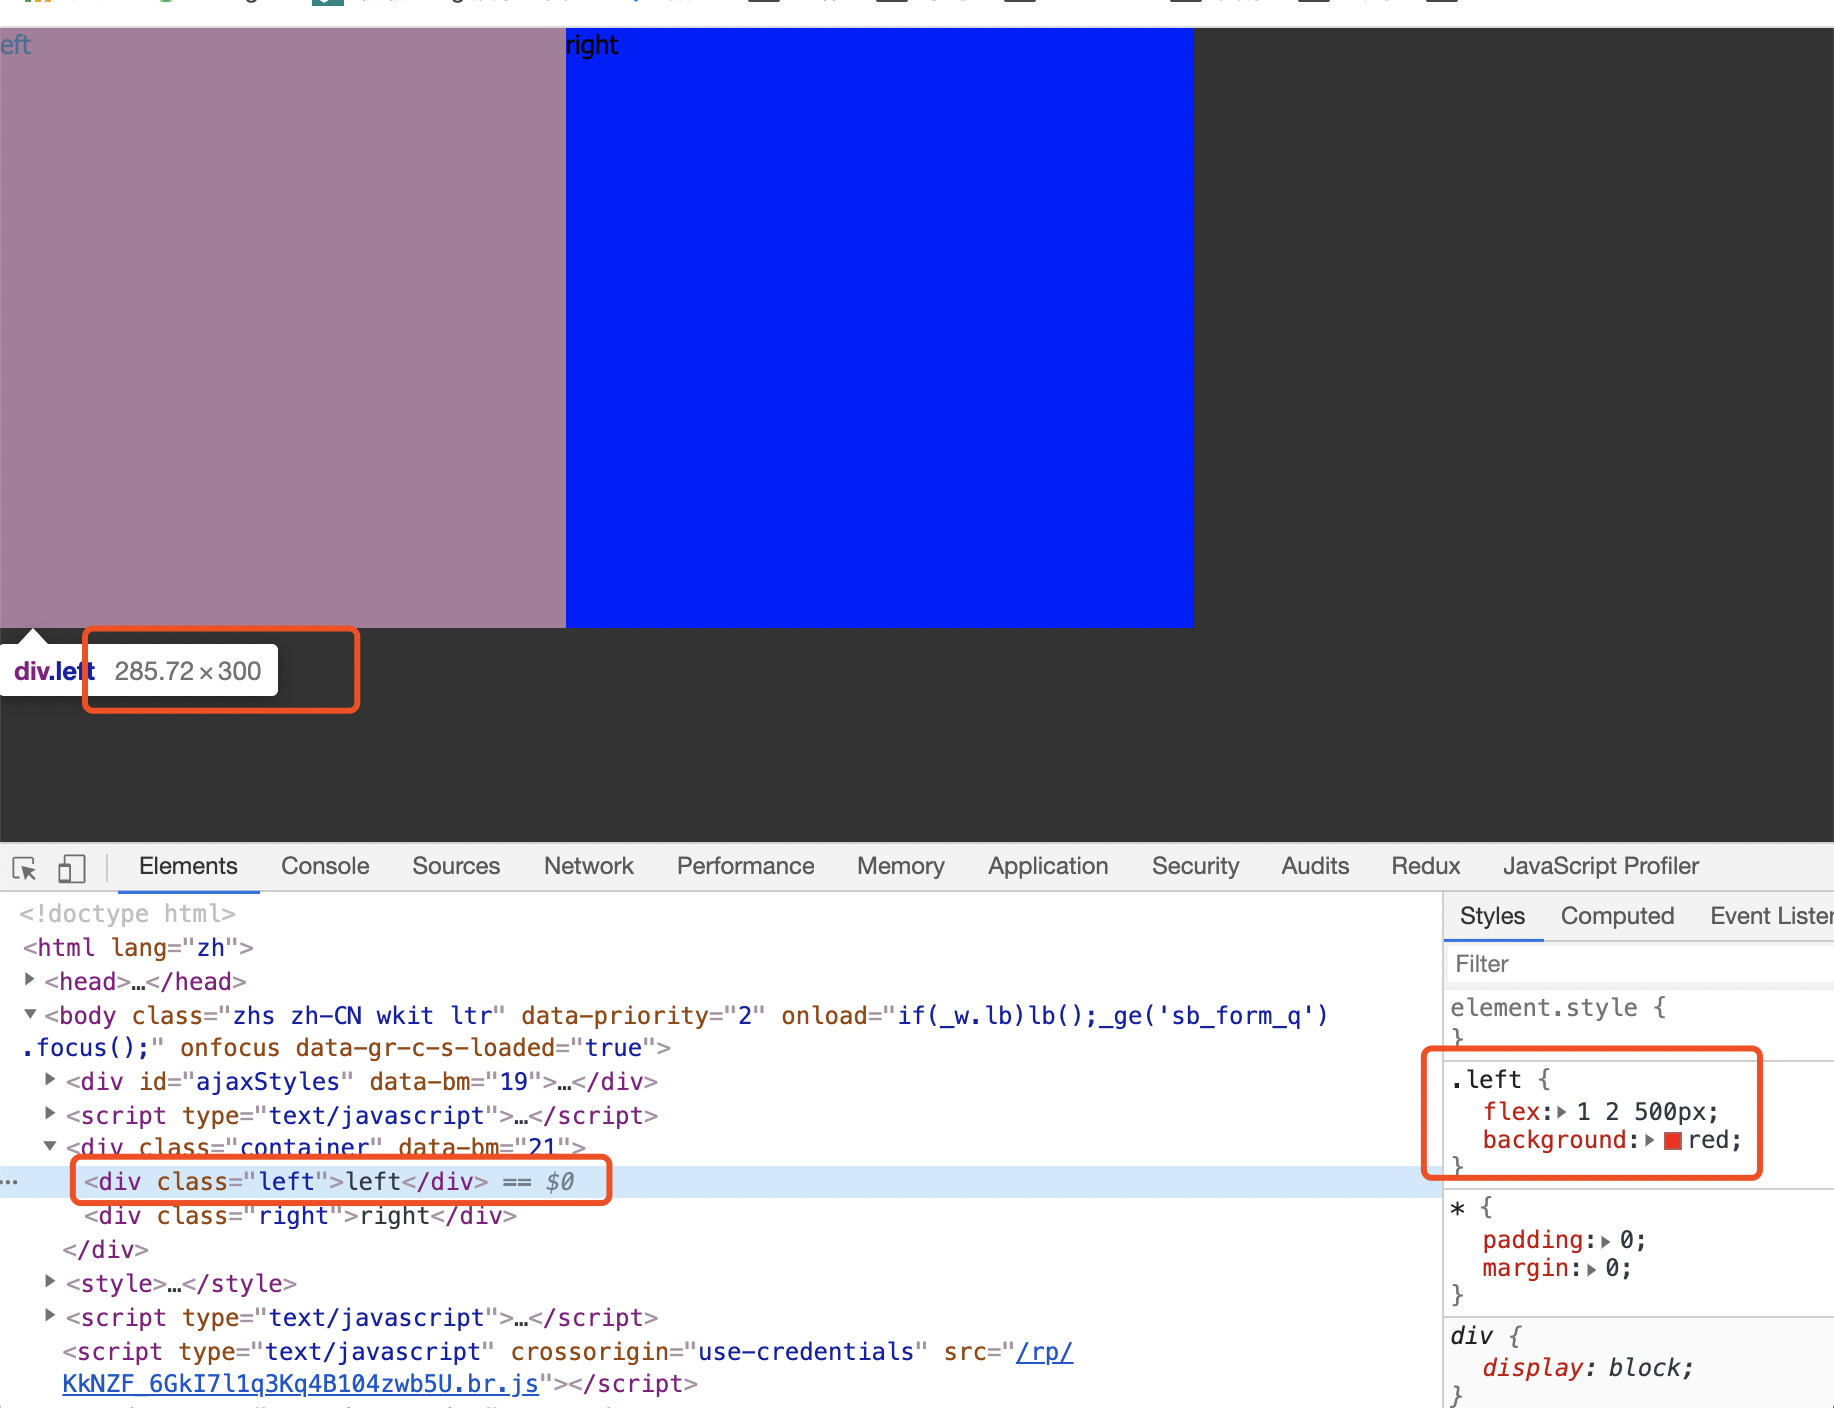 eft
right
div.left 285.72 × 300
Elements Console Sources Network Performance Memory Application Security Audits Redux JavaScript Profiler
<!doctype html>
<html lang="zh">
<head>…</head>
<body class="zhs zh-CN wkit ltr" data-priority="2" onload="if(_w.lb)lb();_ge('sb_form_q')
.focus();" onfocus data-gr-c-s-loaded="true">
<div id="ajaxStyles" data-bm="19">…</div>
<script type="text/javascript">…</script>
<div class="container" data-bm="21">
<div class="left">left</div> == $0
<div class="right">right</div>
</div>
<style>…</style>
<script type="text/javascript">…</script>
<script type="text/javascript" crossorigin="use-credentials" src="/rp/
KkNZF_6GkI7l1q3Kq4B104zwb5U.br.js"></script>
Styles Computed Event Lister
Filter
element.style {
}
.left {
flex: 1 2 500px;
background: red;
}
* {
padding: 0;
margin: 0;
}
div {
display: block;
}